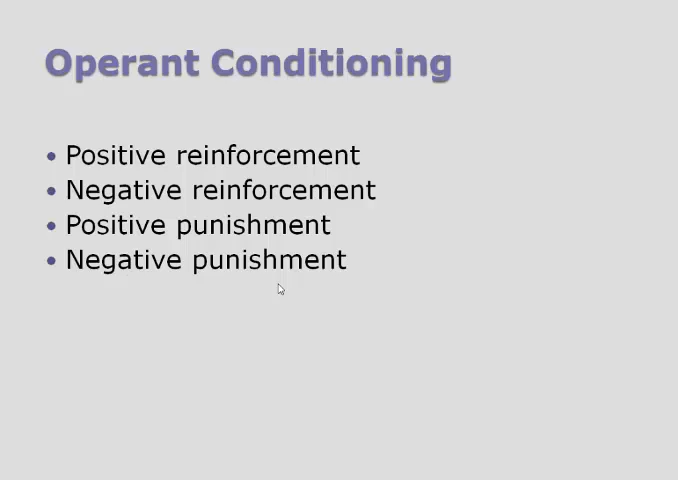 Operant Conditioning
• Positive reinforcement
• Negative reinforcement
• Positive punishment
• Negative punishment